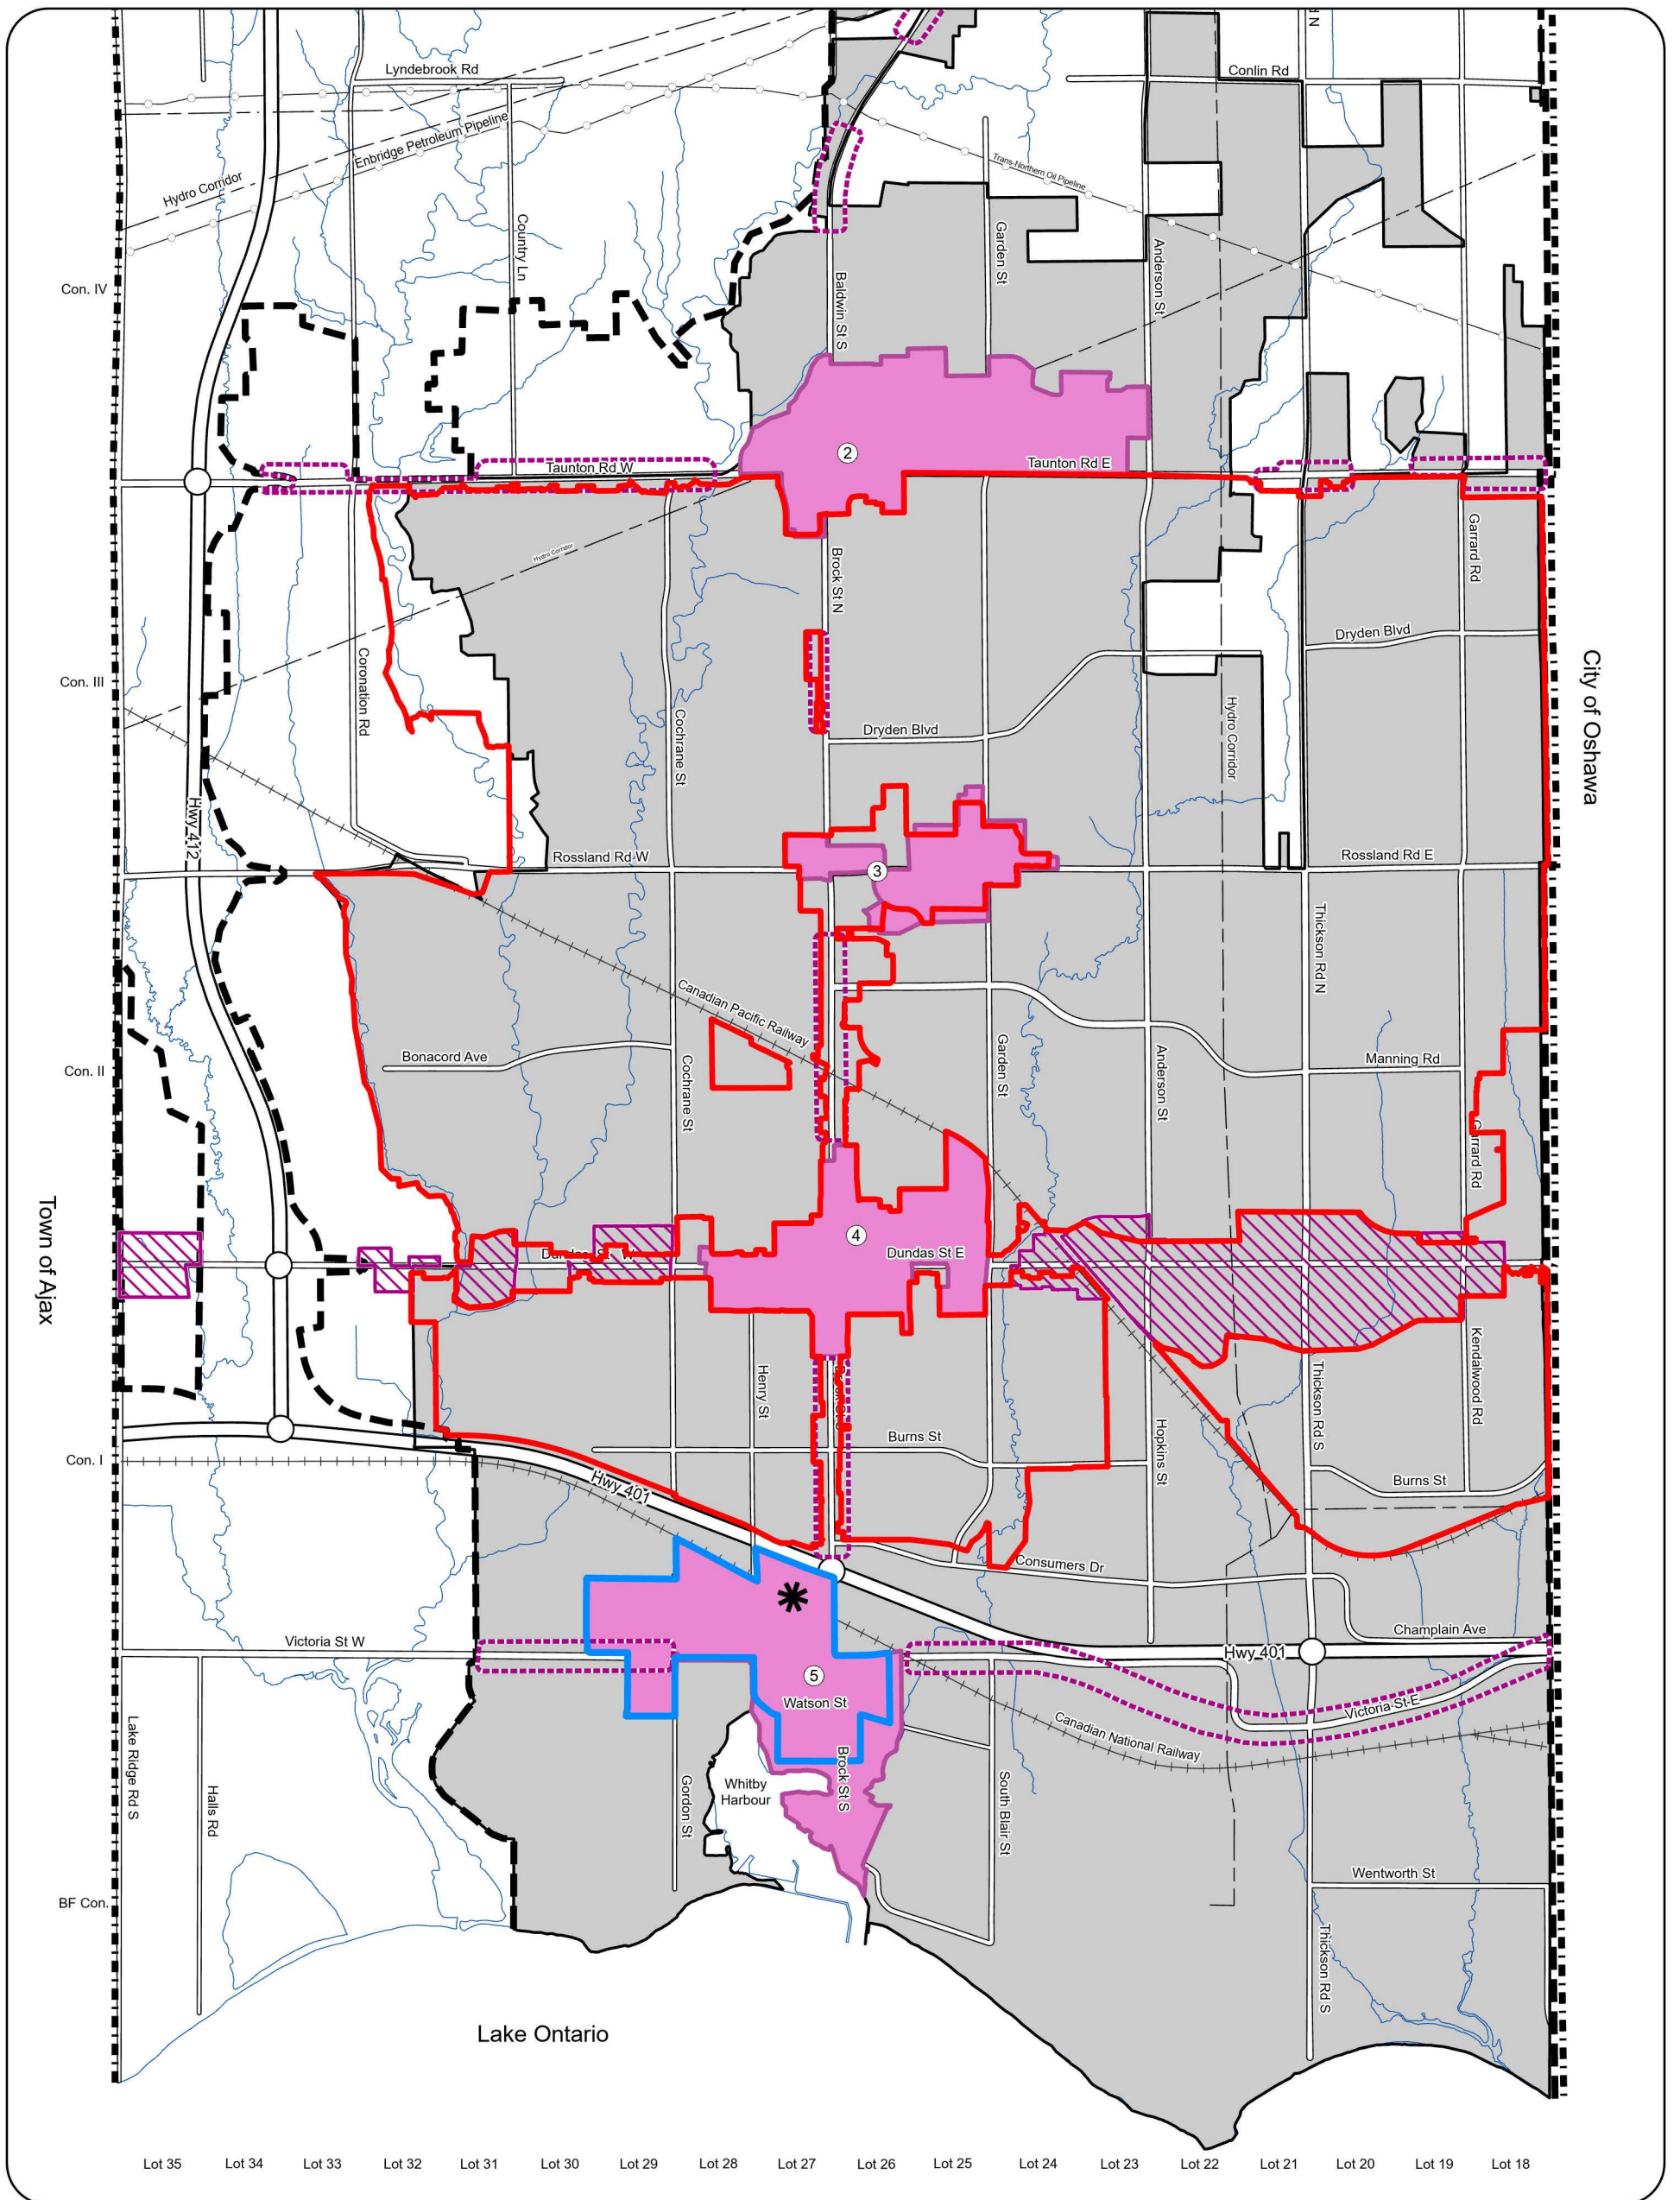 N
Lyndebrook Rd
Conlin Rd
Enbridge Petroleum Pipeline
Trans-Northern Oil Pipeline
Hydro Corridor
Country Ln
Garden St
Anderson St
Con. IV
Baldwin St S
2
Taunton Rd W
Taunton Rd E
Garrard Rd
Hydro Corridor
Brock St N
Dryden Blvd
City of Oshawa
Con. III
Coronation Rd
Cochrane St
Hydro Corridor
Dryden Blvd
Hwy 412
Rossland Rd W
3
Rossland Rd E
Thickson Rd N
Canadian Pacific Railway
Bonacord Ave
Cochrane St
Garden St
Anderson St
Manning Rd
Con. II
Garrard Rd
Town of Ajax
4
Dundas St W
Dundas St E
Henry St
Thickson Rd S
Kendalwood Rd
Hopkins St
Burns St
Con. I
Hwy 401
Burns St
Consumers Dr
Champlain Ave
Victoria St W
Hwy 401
5
Watson St
Victoria St E
Lake Ridge Rd S
Canadian National Railway
Halls Rd
Gordon St
Whitby
Harbour
Brock St S
South Blair St
Wentworth St
BF Con.
Thickson Rd S
Lake Ontario
Lot 35 Lot 34 Lot 33 Lot 32 Lot 31 Lot 30 Lot 29 Lot 28 Lot 27 Lot 26 Lot 25 Lot 24 Lot 23 Lot 22 Lot 21 Lot 20 Lot 19 Lot 18